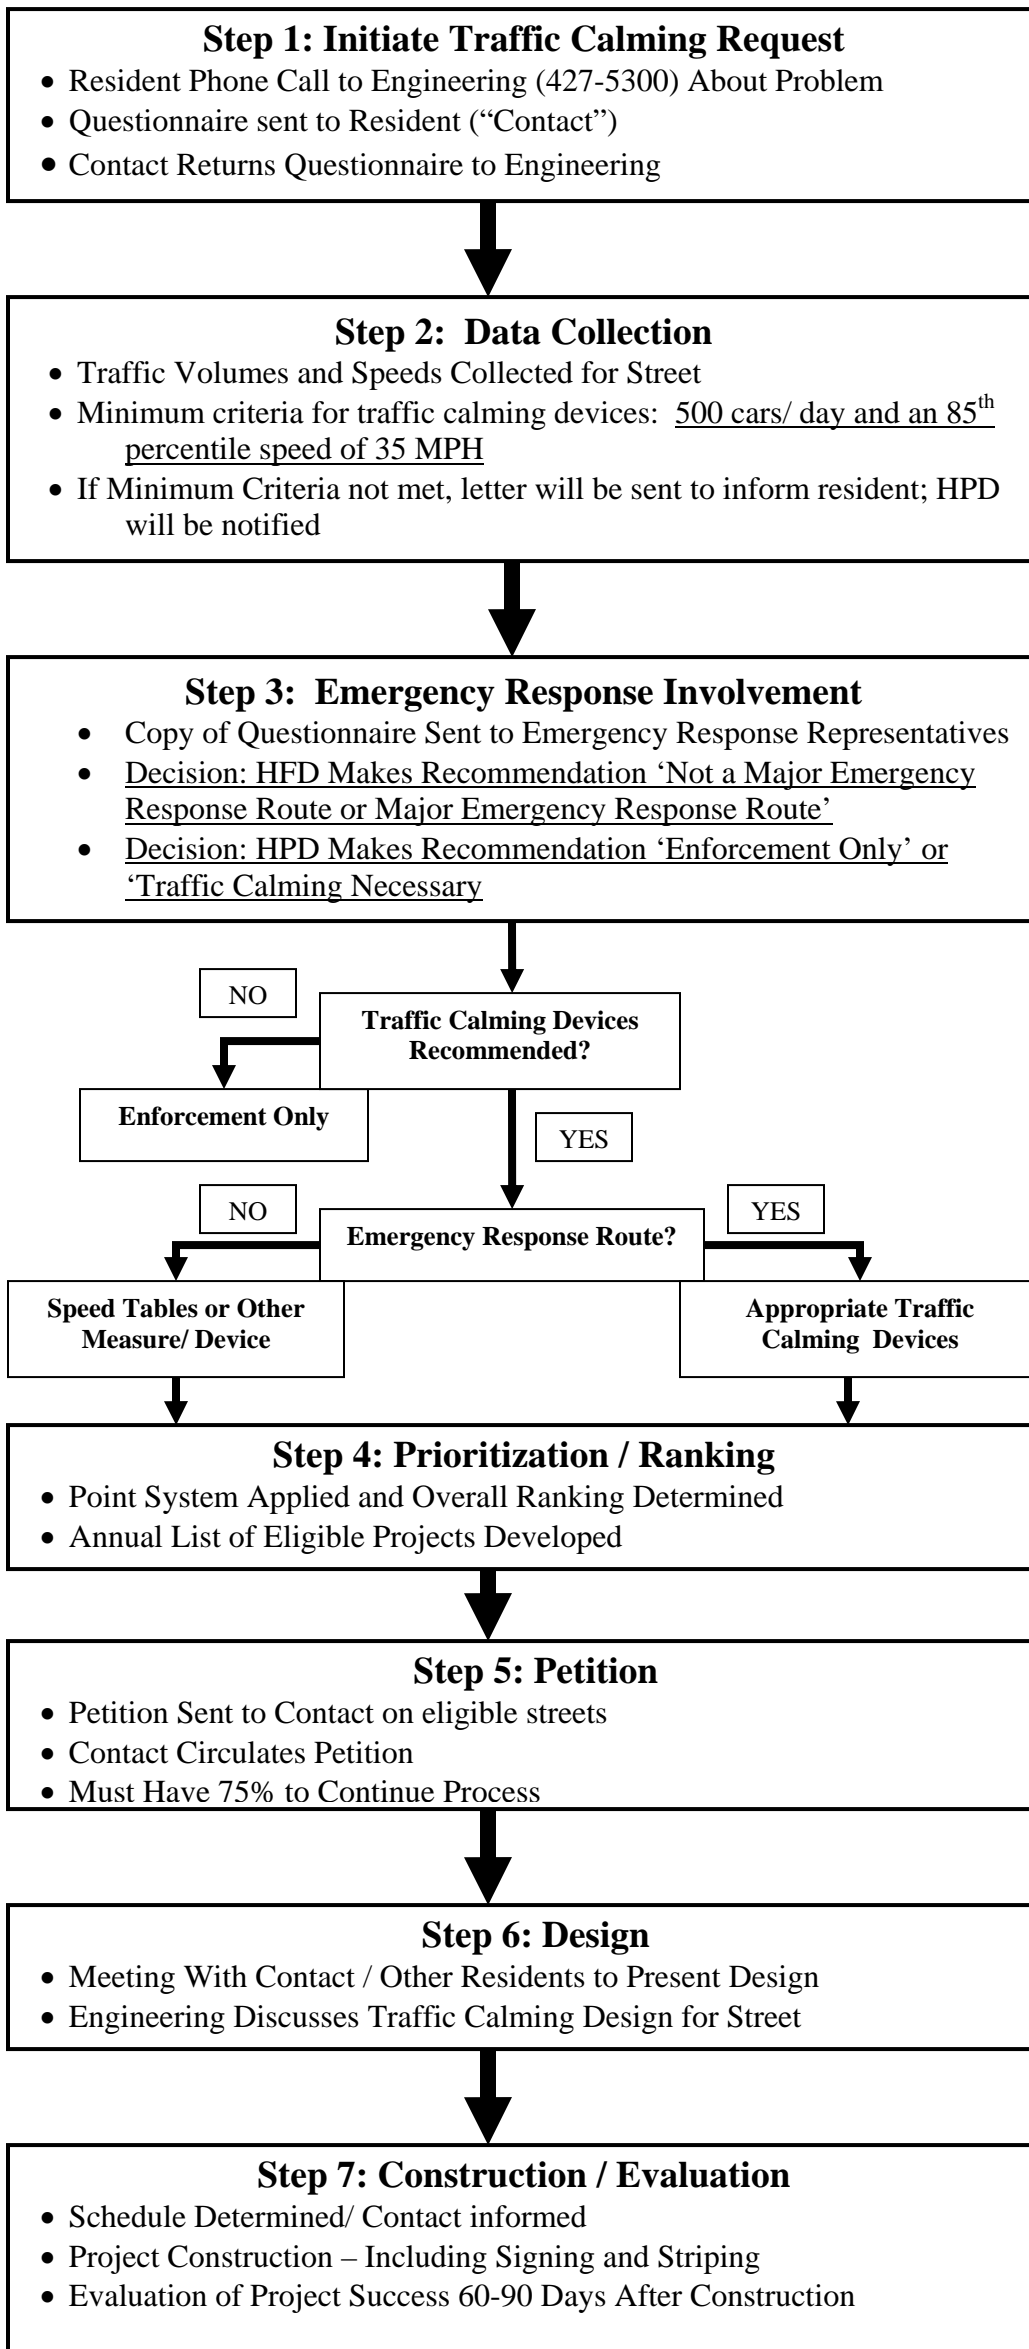 Step 1: Initiate Traffic Calming Request
• Resident Phone Call to Engineering (427-5300) About Problem
• Questionnaire sent to Resident (“Contact”)
• Contact Returns Questionnaire to Engineering
Step 2:  Data Collection
• Traffic Volumes and Speeds Collected for Street
• Minimum criteria for traffic calming devices:  500 cars/ day and an 85th
percentile speed of 35 MPH
• If Minimum Criteria not met, letter will be sent to inform resident; HPD
will be notified
Step 3:  Emergency Response Involvement
• Copy of Questionnaire Sent to Emergency Response Representatives
• Decision: HFD Makes Recommendation ‘Not a Major Emergency
Response Route or Major Emergency Response Route’
• Decision: HPD Makes Recommendation ‘Enforcement Only’ or
‘Traffic Calming Necessary
NO
Traffic Calming Devices
Recommended?
Enforcement Only
YES
NO
Emergency Response Route?
YES
Speed Tables or Other
Measure/ Device
Appropriate Traffic
Calming  Devices
Step 4: Prioritization / Ranking
• Point System Applied and Overall Ranking Determined
• Annual List of Eligible Projects Developed
Step 5: Petition
• Petition Sent to Contact on eligible streets
• Contact Circulates Petition
• Must Have 75% to Continue Process
Step 6: Design
• Meeting With Contact / Other Residents to Present Design
• Engineering Discusses Traffic Calming Design for Street
Step 7: Construction / Evaluation
• Schedule Determined/ Contact informed
• Project Construction – Including Signing and Striping
• Evaluation of Project Success 60-90 Days After Construction